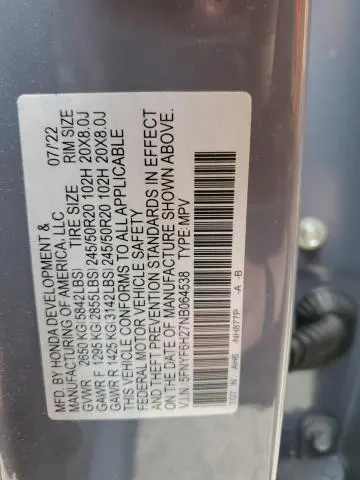 MFD. BY HONDA DEVELOPMENT & 07/'22
MANUFACTURING OF AMERICA, LLC
TIRE SIZE RIM SIZE
GVWR 2650 KG(5842LBS)
GAWR F 1295 KG(2855LBS) 245/50R20 102H 20X8.0J
GAWR R 1425 KG(3142LBS) 245/50R20 102H 20X8.0J
THIS VEHICLE CONFORMS TO ALL APPLICABLE
FEDERAL MOTOR VEHICLE SAFETY
AND THEFT PREVENTION STANDARDS IN EFFECT
ON THE DATE OF MANUFACTURE SHOWN ABOVE.
V.I.N.:5FNYF6H27NB064538 TYPE:MPV
AH6 NH877P -A -B